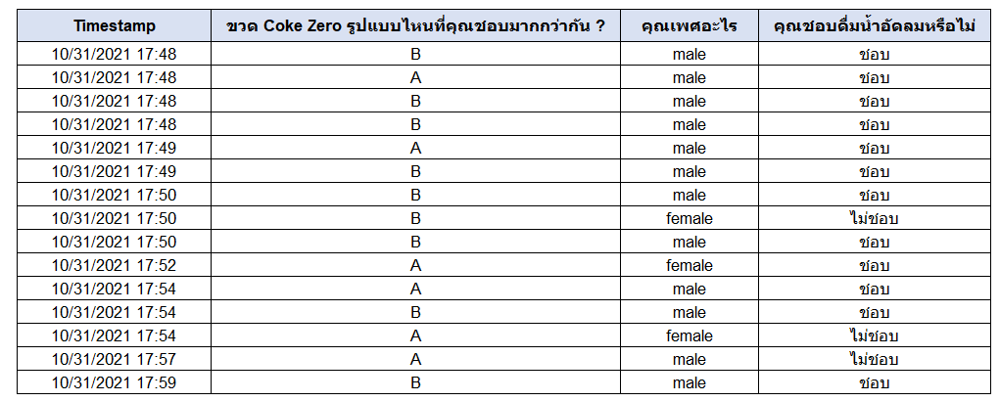 Timestamp ขวด Coke Zero รูปแบบไหนที่คุณชอบมากกว่ากัน ? คุณเพศอะไร คุณชอบดื่มน้ำอัดลมหรือไม่
10/31/2021 17:48 B male ชอบ
10/31/2021 17:48 A male ชอบ
10/31/2021 17:48 B male ชอบ
10/31/2021 17:48 B male ชอบ
10/31/2021 17:49 A male ชอบ
10/31/2021 17:49 B male ชอบ
10/31/2021 17:50 B male ชอบ
10/31/2021 17:50 B female ไม่ชอบ
10/31/2021 17:50 B male ชอบ
10/31/2021 17:52 A female ชอบ
10/31/2021 17:54 A male ชอบ
10/31/2021 17:54 B male ชอบ
10/31/2021 17:54 A female ไม่ชอบ
10/31/2021 17:57 A male ไม่ชอบ
10/31/2021 17:59 B male ชอบ